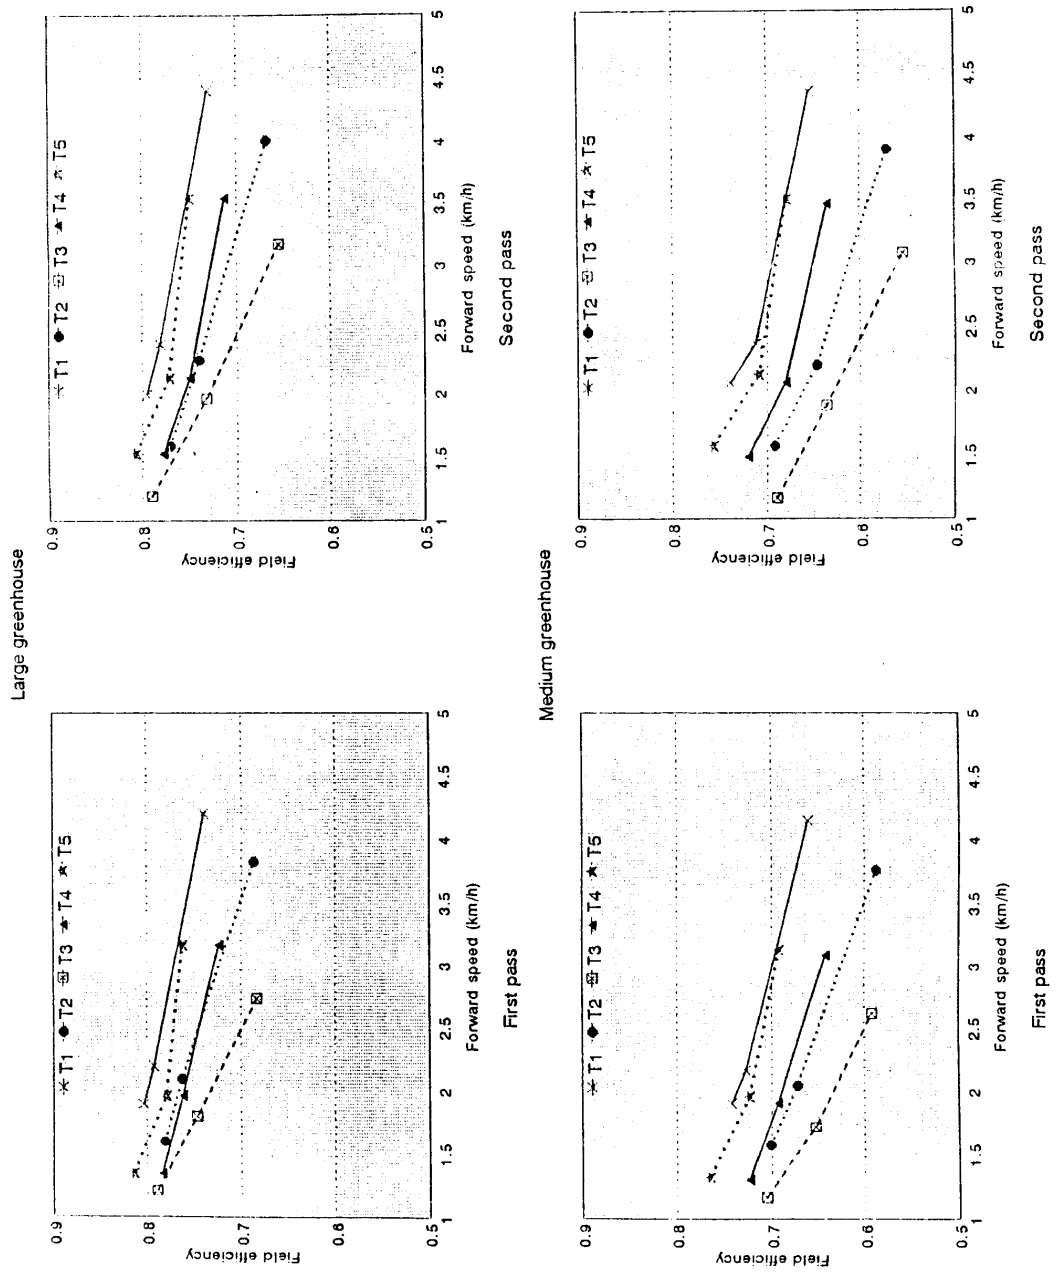 Large greenhouse
T1 T2 T3 T4 T5
0.9
0.8
0.7
0.6
0.5
Field efficiency
1 1.5 2 2.5 3 3.5 4 4.5 5
Forward speed (km/h)
First pass
T1 T2 T3 T4 T5
0.9
0.8
0.7
0.6
0.5
Field efficiency
1 1.5 2 2.5 3 3.5 4 4.5 5
Forward speed (km/h)
Second pass
Medium greenhouse
T1 T2 T3 T4 T5
0.9
0.8
0.7
0.6
0.5
Field efficiency
1 1.5 2 2.5 3 3.5 4 4.5 5
Forward speed (km/h)
First pass
T1 T2 T3 T4 T5
0.9
0.8
0.7
0.6
0.5
Field efficiency
1 1.5 2 2.5 3 3.5 4 4.5 5
Forward speed (km/h)
Second pass